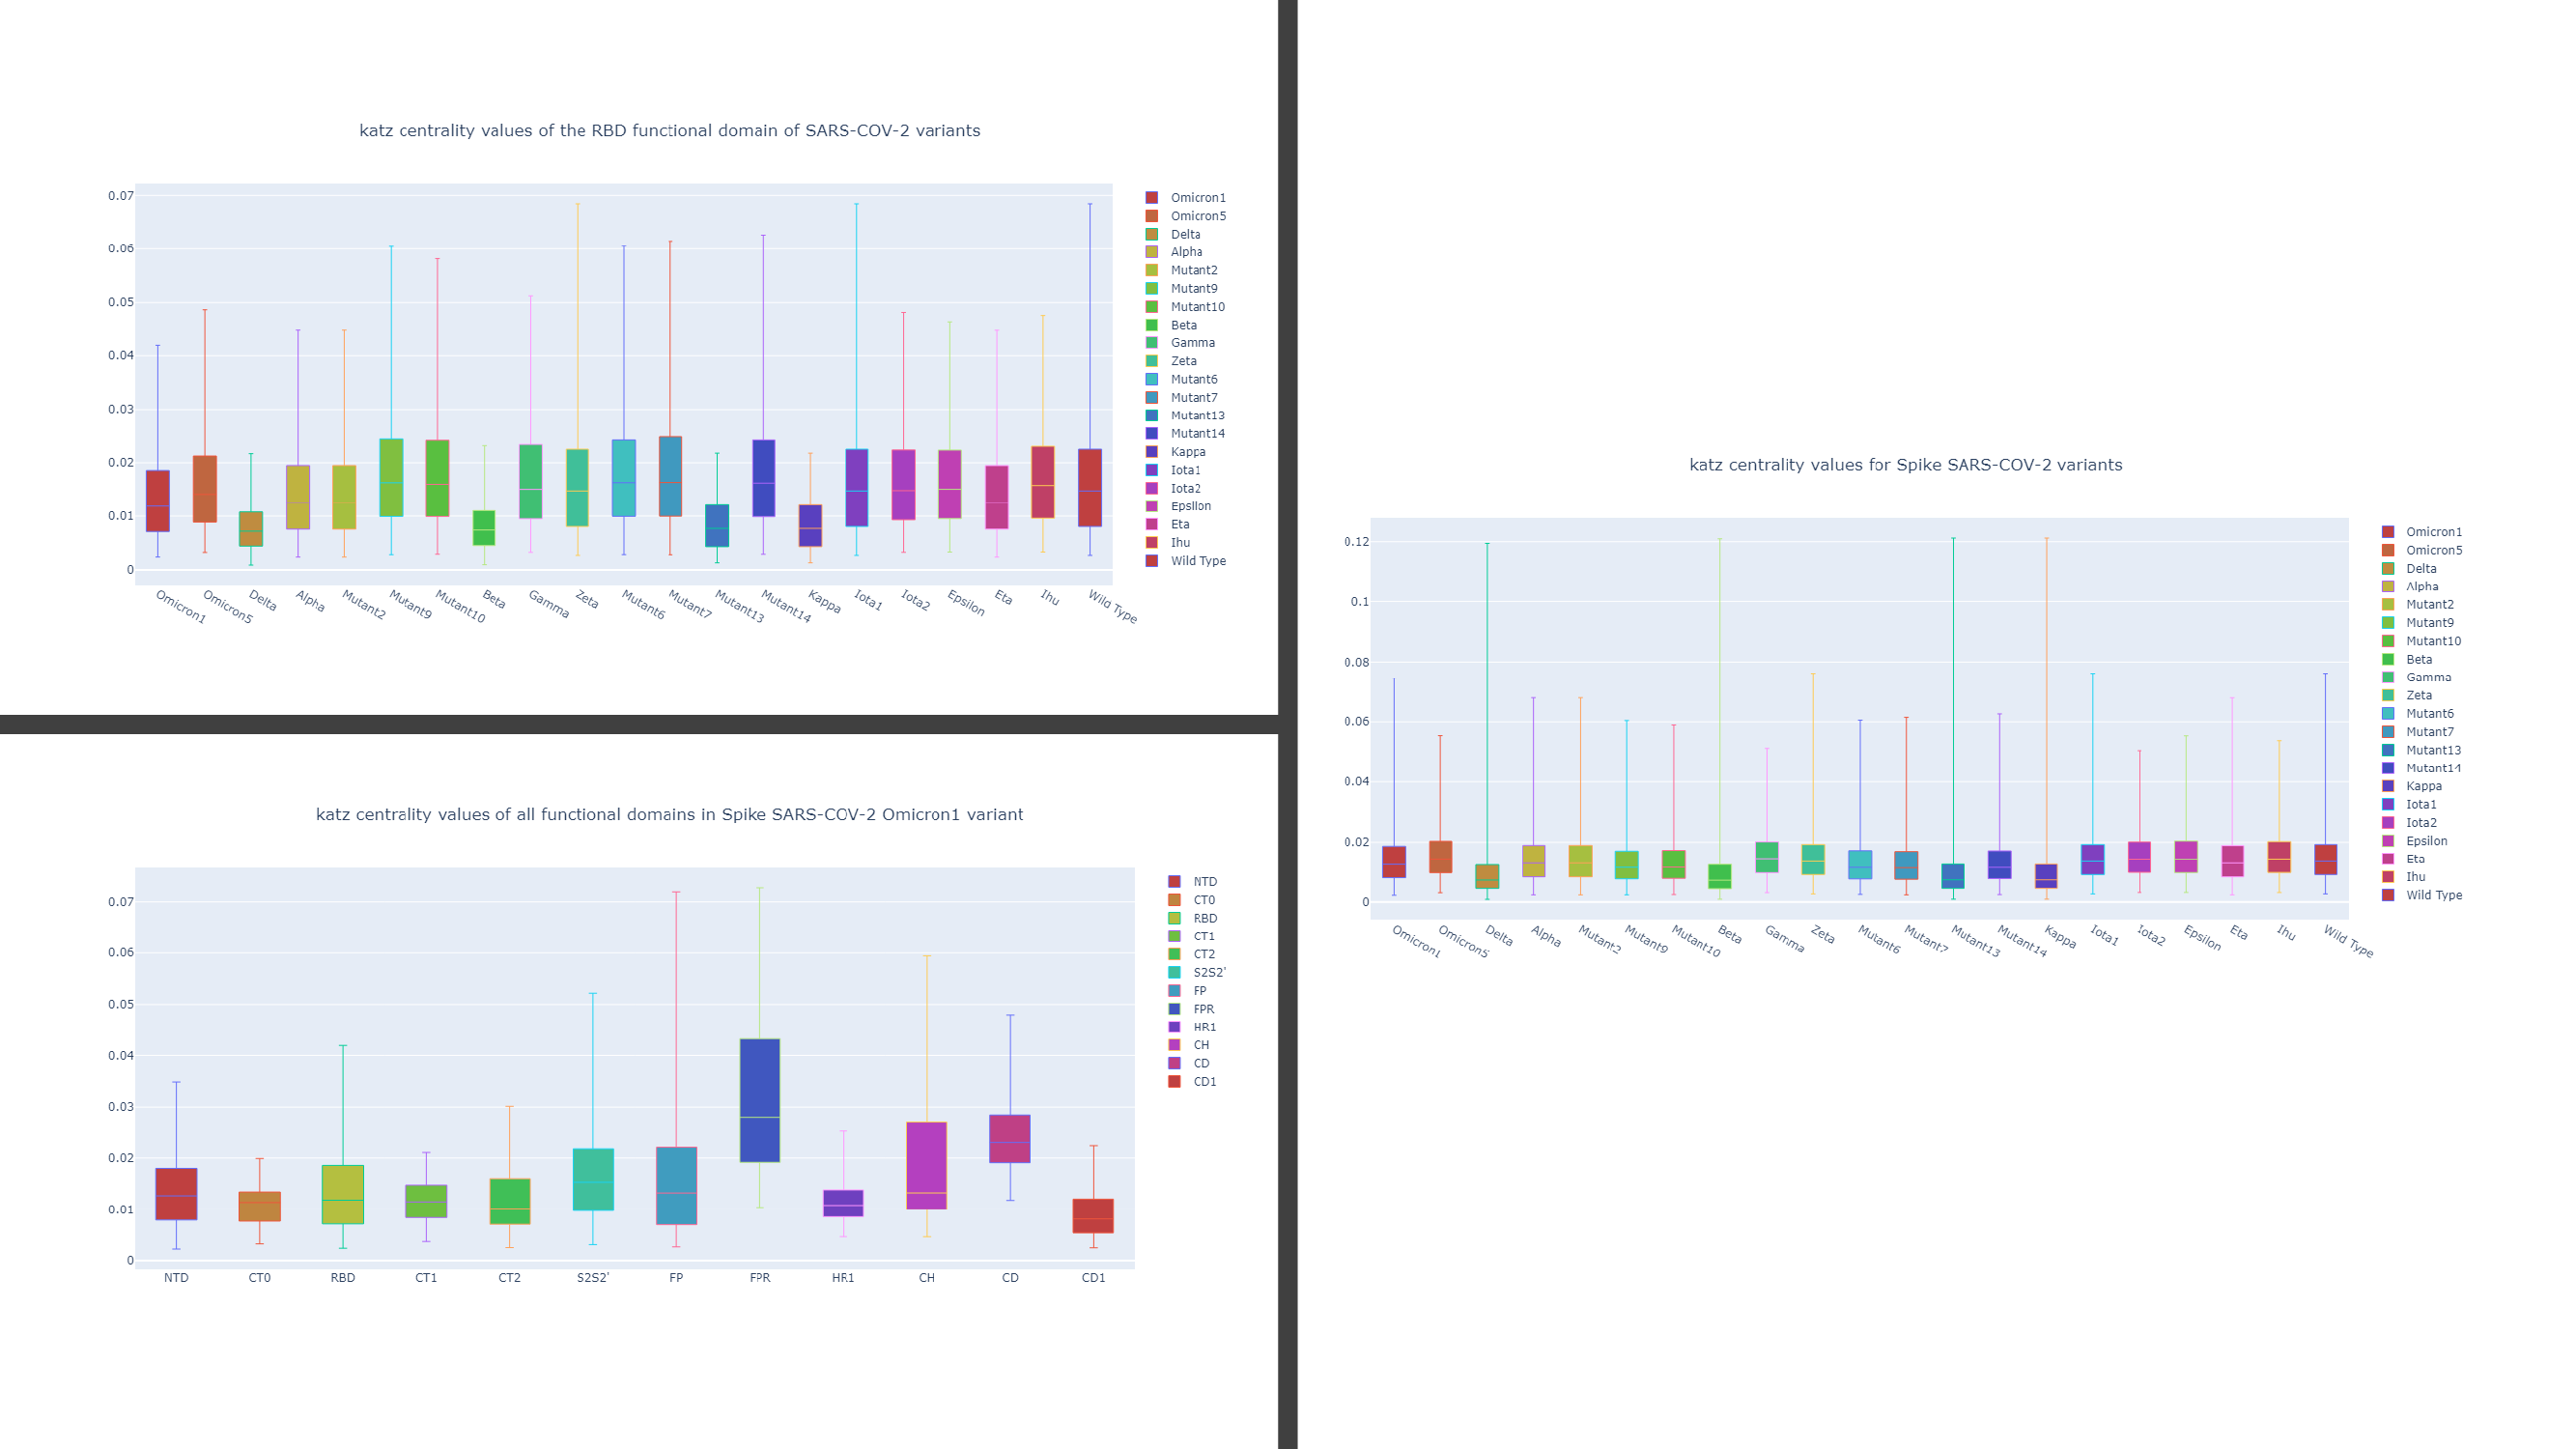 katz centrality values of the RBD functional domain of SARS-COV-2 variants
0.07
0.06
0.05
0.04
0.03
0.02
0.01
0
Omicron1
Omicron5
Delta
Alpha
Mutant2
Mutant9
Mutant10
Beta
Gamma
Zeta
Mutant6
Mutant7
Mutant13
Mutant14
Kappa
Iota1
Iota2
Epsilon
Eta
Ihu
Wild Type
Omicron1
Omicron5
Delta
Alpha
Mutant2
Mutant9
Mutant10
Beta
Gamma
Zeta
Mutant6
Mutant7
Mutant13
Mutant14
Kappa
Iota1
Iota2
Epsilon
Eta
Ihu
Wild Type
katz centrality values of all functional domains in Spike SARS-COV-2 Omicron1 variant
0.07
0.06
0.05
0.04
0.03
0.02
0.01
0
NTD
CT0
RBD
CT1
CT2
S2S2'
FP
FPR
HR1
CH
CD
CD1
NTD
CT0
RBD
CT1
CT2
S2S2'
FP
FPR
HR1
CH
CD
CD1
katz centrality values for Spike SARS-COV-2 variants
0.12
0.1
0.08
0.06
0.04
0.02
0
Omicron1
Omicron5
Delta
Alpha
Mutant2
Mutant9
Mutant10
Beta
Gamma
Zeta
Mutant6
Mutant7
Mutant13
Mutant14
Kappa
Iota1
Iota2
Epsilon
Eta
Ihu
Wild Type
Omicron1
Omicron5
Delta
Alpha
Mutant2
Mutant9
Mutant10
Beta
Gamma
Zeta
Mutant6
Mutant7
Mutant13
Mutant14
Kappa
Iota1
Iota2
Epsilon
Eta
Ihu
Wild Type